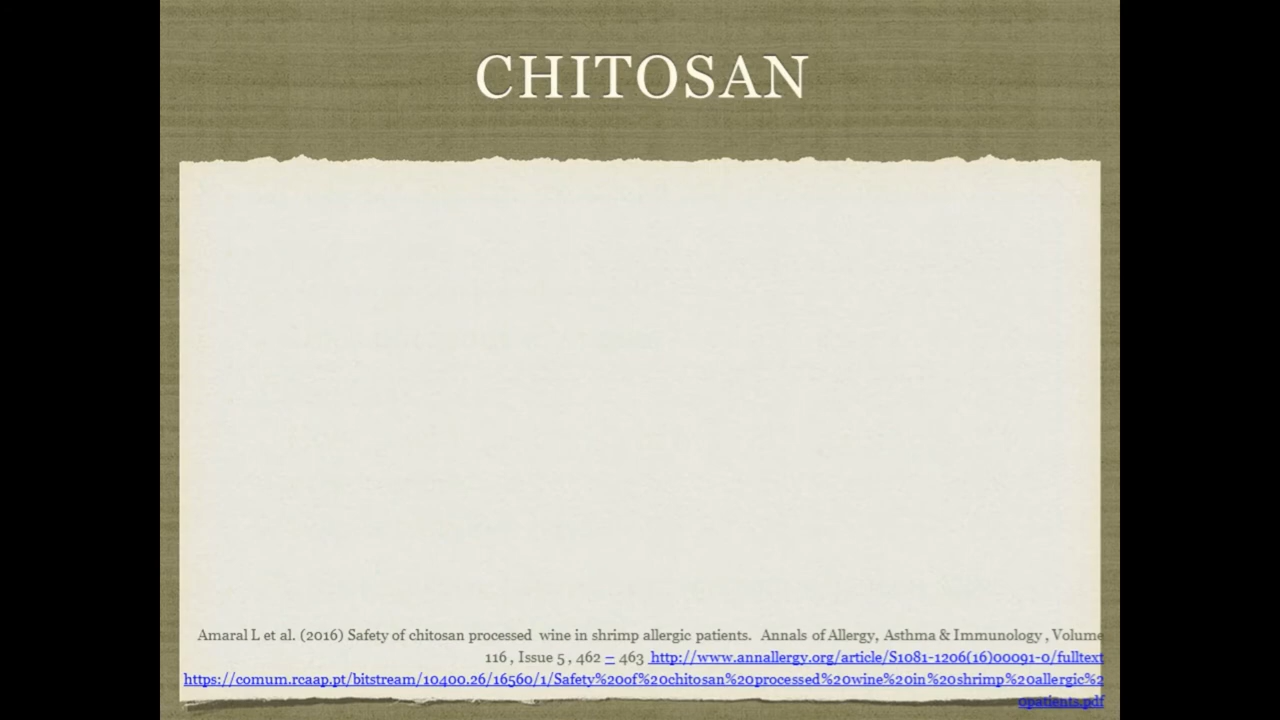 CHITOSAN
Amaral L et al. (2016) Safety of chitosan processed wine in shrimp allergic patients. Annals of Allergy, Asthma & Immunology , Volume
116 , Issue 5 , 462 – 463 http://www.annallergy.org/article/S1081-1206(16)00091-0/fulltext
https://comum.rcaap.pt/bitstream/10400.26/16560/1/Safety%20of%20chitosan%20processed%20wine%20in%20shrimp%20allergic%2
0patients.pdf